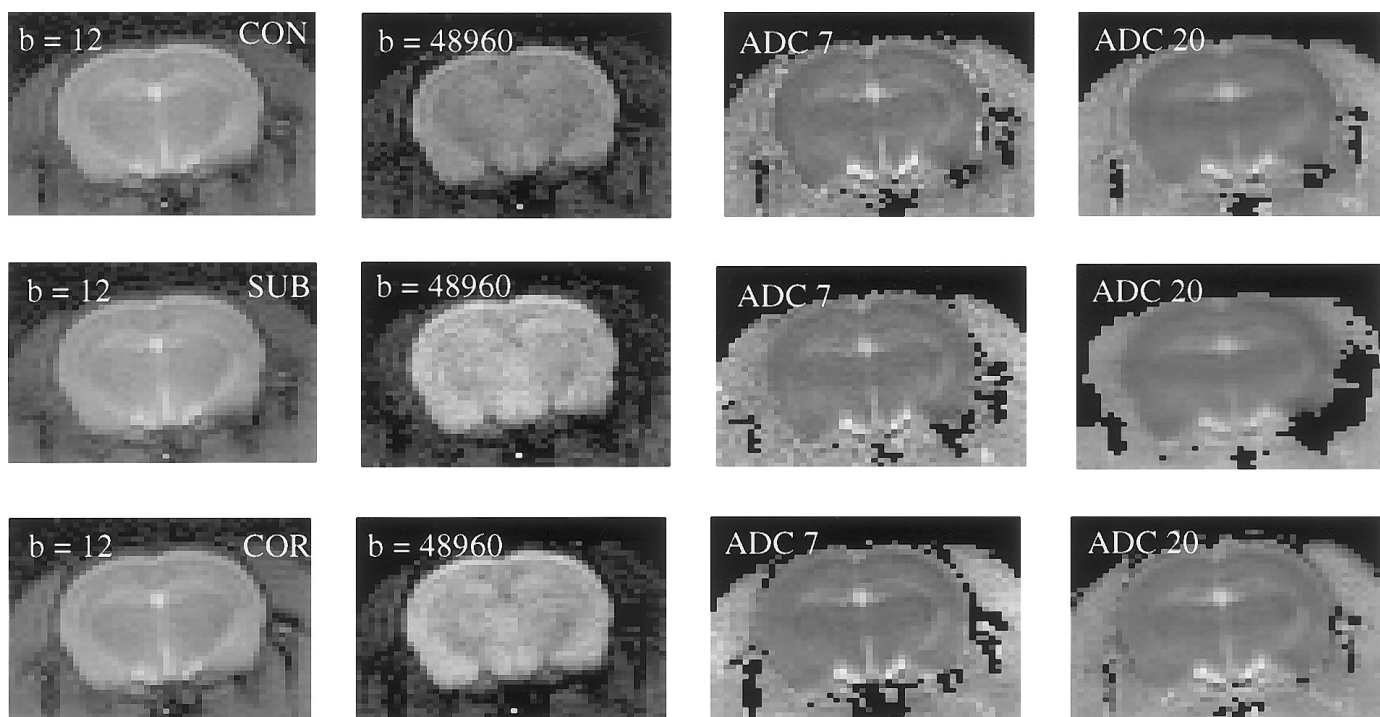 b = 12 CON
b = 48960
ADC 7
ADC 20
b = 12 SUB
b = 48960
ADC 7
ADC 20
b = 12 COR
b = 48960
ADC 7
ADC 20